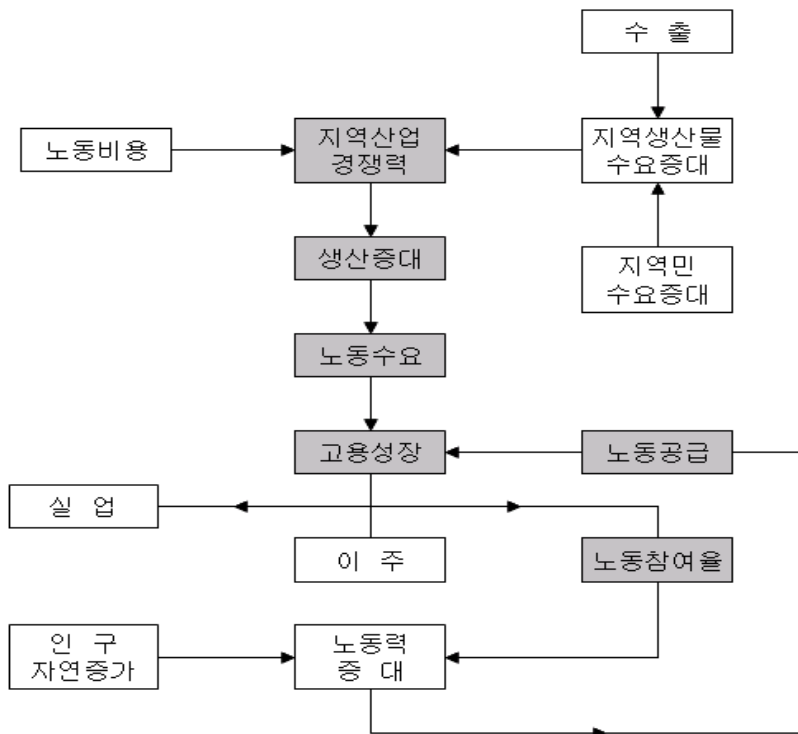 수 출
노동비용
지역산업
경쟁력
지역생산물
수요증대
생산증대
지역민
수요증대
노동수요
고용성장
노동공급
실 업
이 주
노동참여율
인 구
자연증가
노동력
증 대